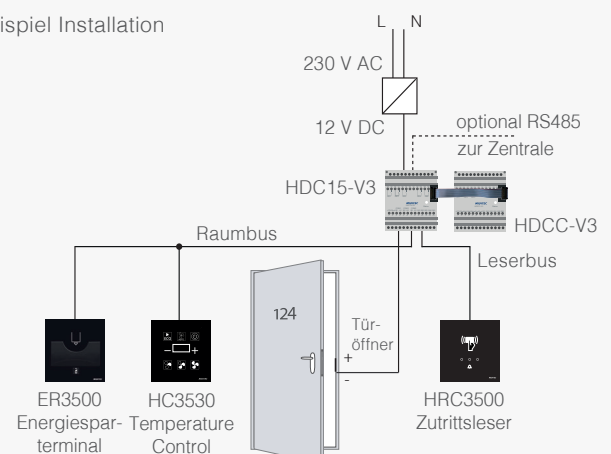 ispiel Installation
L N
230 V AC
12 V DC
optional RS485
zur Zentrale
HDC15-V3
HDCC-V3
Raumbus
Leserbus
124
Tür-
öffner
+
-
ER3500
Energiespar-
terminal
HC3530
Temperature
Control
HRC3500
Zutrittsleser